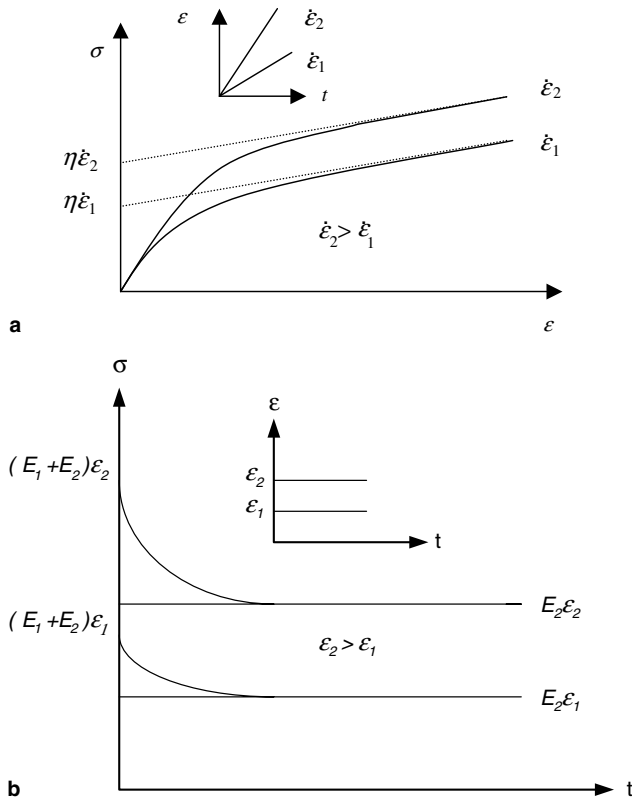 σ
ε
ε̇₂
ε̇₁
t
ηε̇₂
ηε̇₁
ε̇₂
ε̇₁
ε̇₂> ε̇₁
a
ε
σ
(E₁+E₂)ε₂
(E₁+E₂)ε₁
ε
ε₂
ε₁
t
E₂ε₂
ε₂ > ε₁
E₂ε₁
b
t